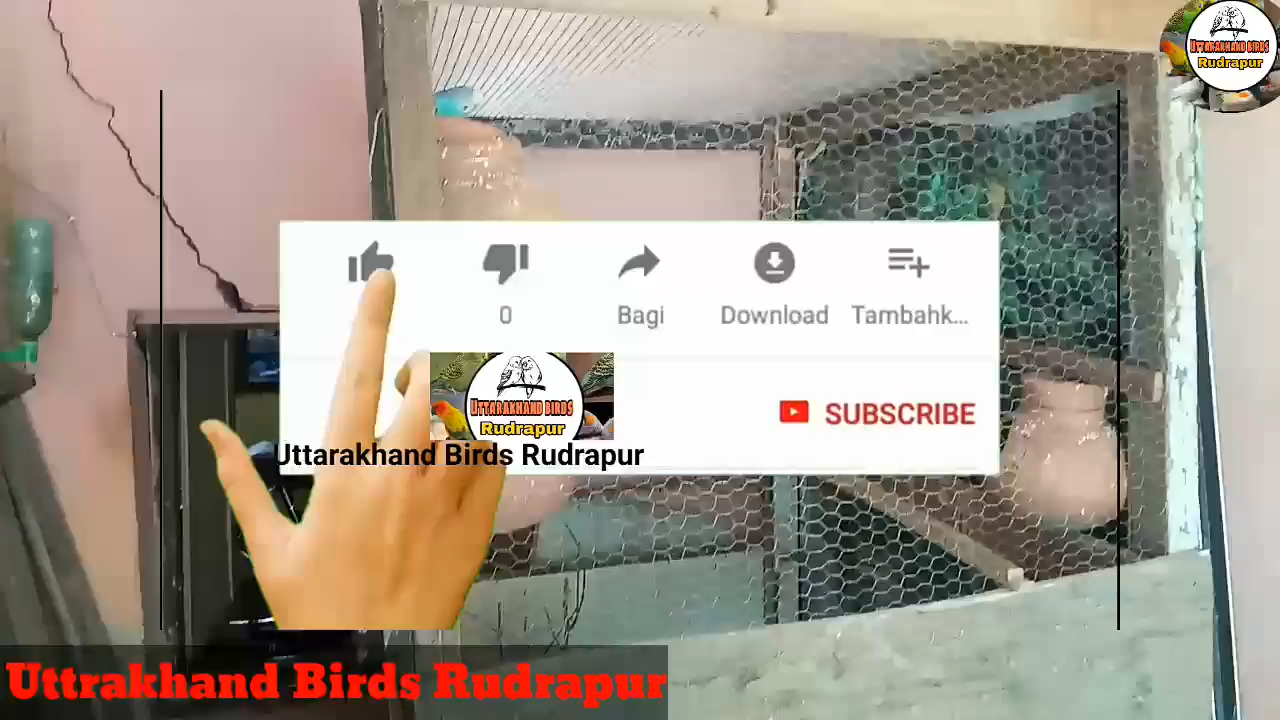 UTTARAKHAND BIRDS
Rudrapur
0
Bagi
Download
Tambahk...
UTTARAKHAND BIRDS
Rudrapur
SUBSCRIBE
Uttarakhand Birds Rudrapur
Uttrakhand Birds Rudrapur